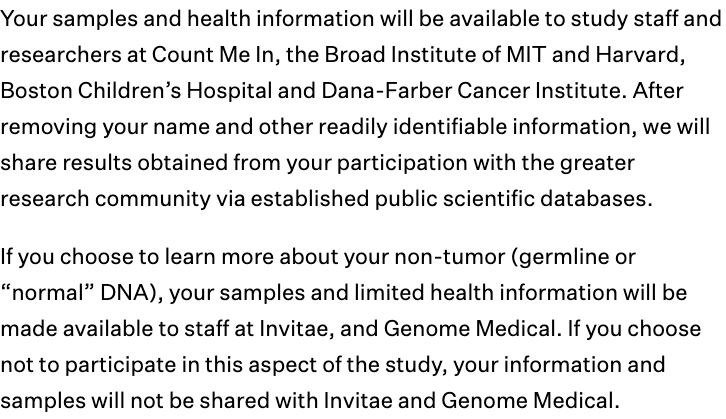 Your samples and health information will be available to study staff and
researchers at Count Me In, the Broad Institute of MIT and Harvard,
Boston Children’s Hospital and Dana-Farber Cancer Institute. After
removing your name and other readily identifiable information, we will
share results obtained from your participation with the greater
research community via established public scientific databases.
If you choose to learn more about your non-tumor (germline or
“normal” DNA), your samples and limited health information will be
made available to staff at Invitae, and Genome Medical. If you choose
not to participate in this aspect of the study, your information and
samples will not be shared with Invitae and Genome Medical.